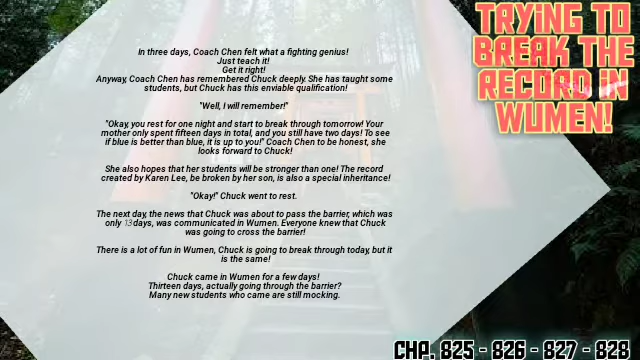 In three days, Coach Chen felt what a fighting genius!
Just teach it!
Get it right!
Anyway, Coach Chen has remembered Chuck deeply. She has taught some
students, but Chuck has this enviable qualification!
"Well, I will remember!"
"Okay, you rest for one night and start to break through tomorrow! Your
mother only spent fifteen days in total, and you still have two days! To see
if blue is better than blue, it is up to you!" Coach Chen to be honest, she
looks forward to Chuck!
She also hopes that her students will be stronger than one! The record
created by Karen Lee, be broken by her son, is also a special inheritance!
"Okay!" Chuck went to rest.
The next day, the news that Chuck was about to pass the barrier, which was
only 13 days, was communicated in Wumen. Everyone knew that Chuck
was going to cross the barrier!
There is a lot of fun in Wumen, Chuck is going to break through today, but it
is the same!
Chuck came in Wumen for a few days!
Thirteen days, actually going through the barrier?
Many new students who came are still mocking.
TRYING TO
BREAK THE
RECORD IN
WUMEN!
CHP. 825 - 826 - 827 - 828